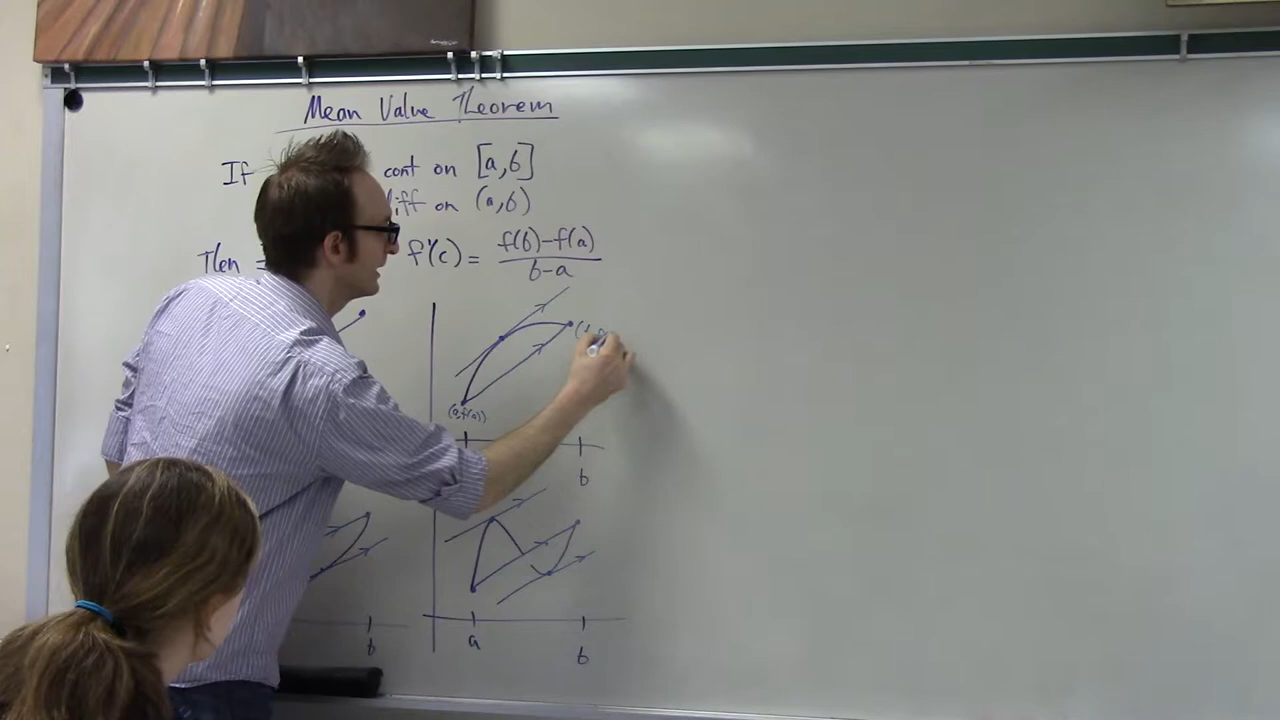 Mean Value Theorem
If cont on [a,b]
diff on (a,b)
Then f'(c) = f(b)-f(a) / b-a
(a,f(a))
b
b
a
b